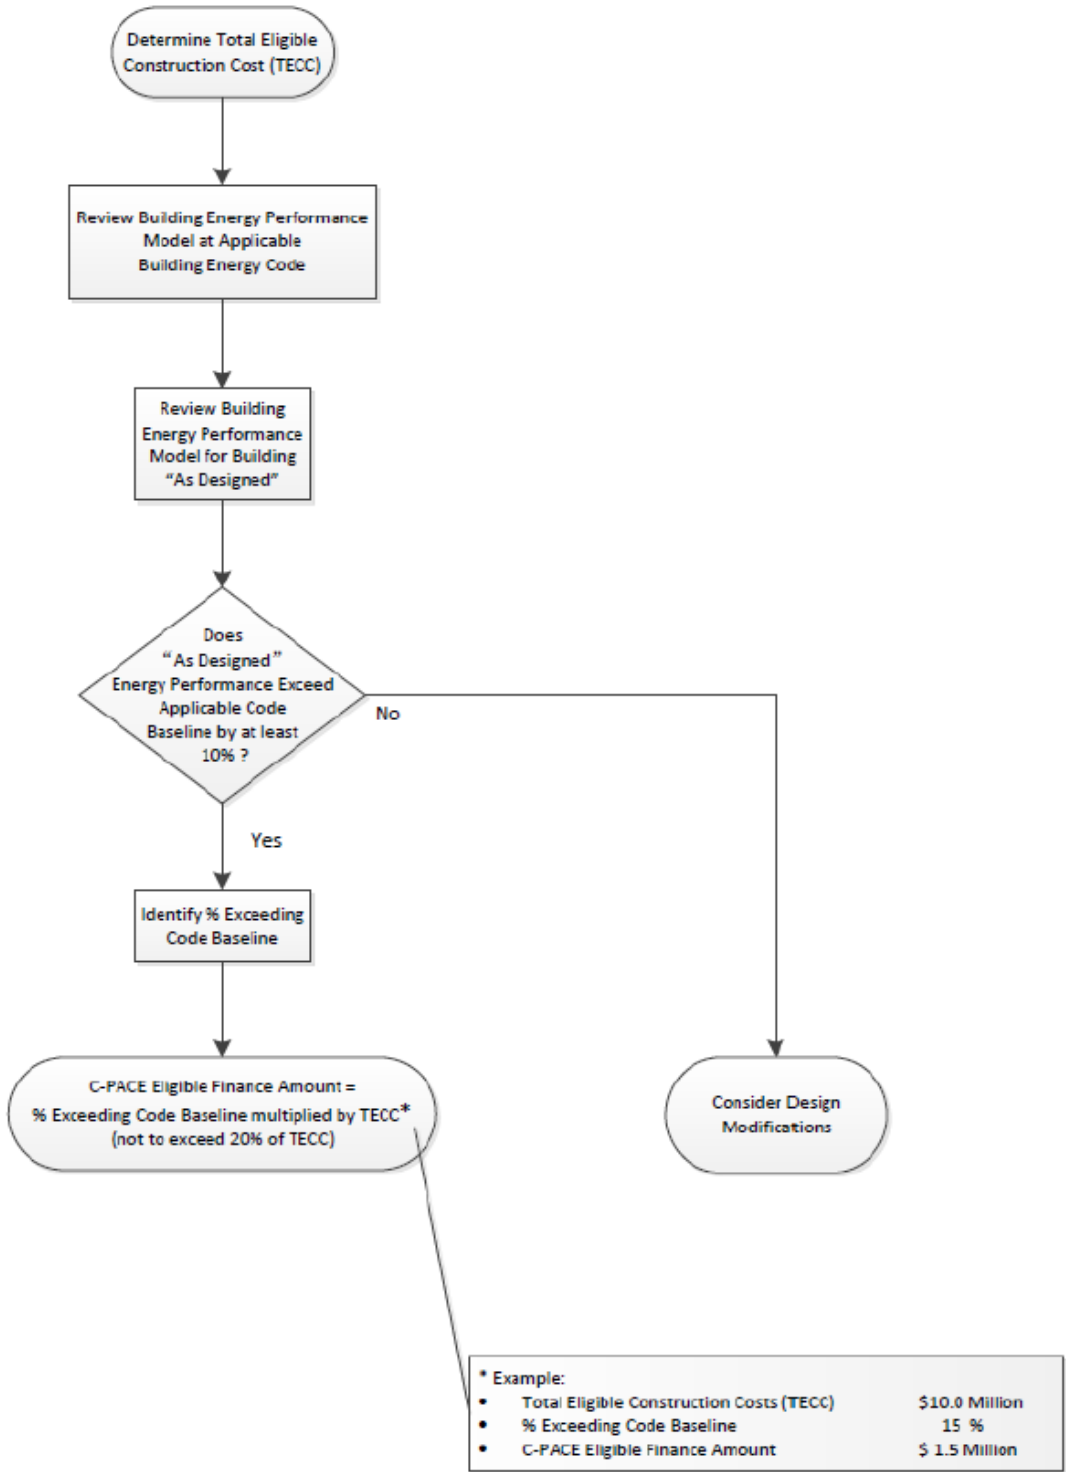 Determine Total Eligible
Construction Cost (TECC)
Review Building Energy Performance
Model at Applicable
Building Energy Code
Review Building
Energy Performance
Model for Building
“As Designed”
Does
“As Designed”
Energy Performance Exceed
Applicable Code
Baseline by at least
10% ?
No
Yes
Identify % Exceeding
Code Baseline
C-PACE Eligible Finance Amount =
% Exceeding Code Baseline multiplied by TECC*
(not to exceed 20% of TECC)
Consider Design
Modifications
* Example:
• Total Eligible Construction Costs (TECC) $10.0 Million
• % Exceeding Code Baseline 15 %
• C-PACE Eligible Finance Amount $ 1.5 Million